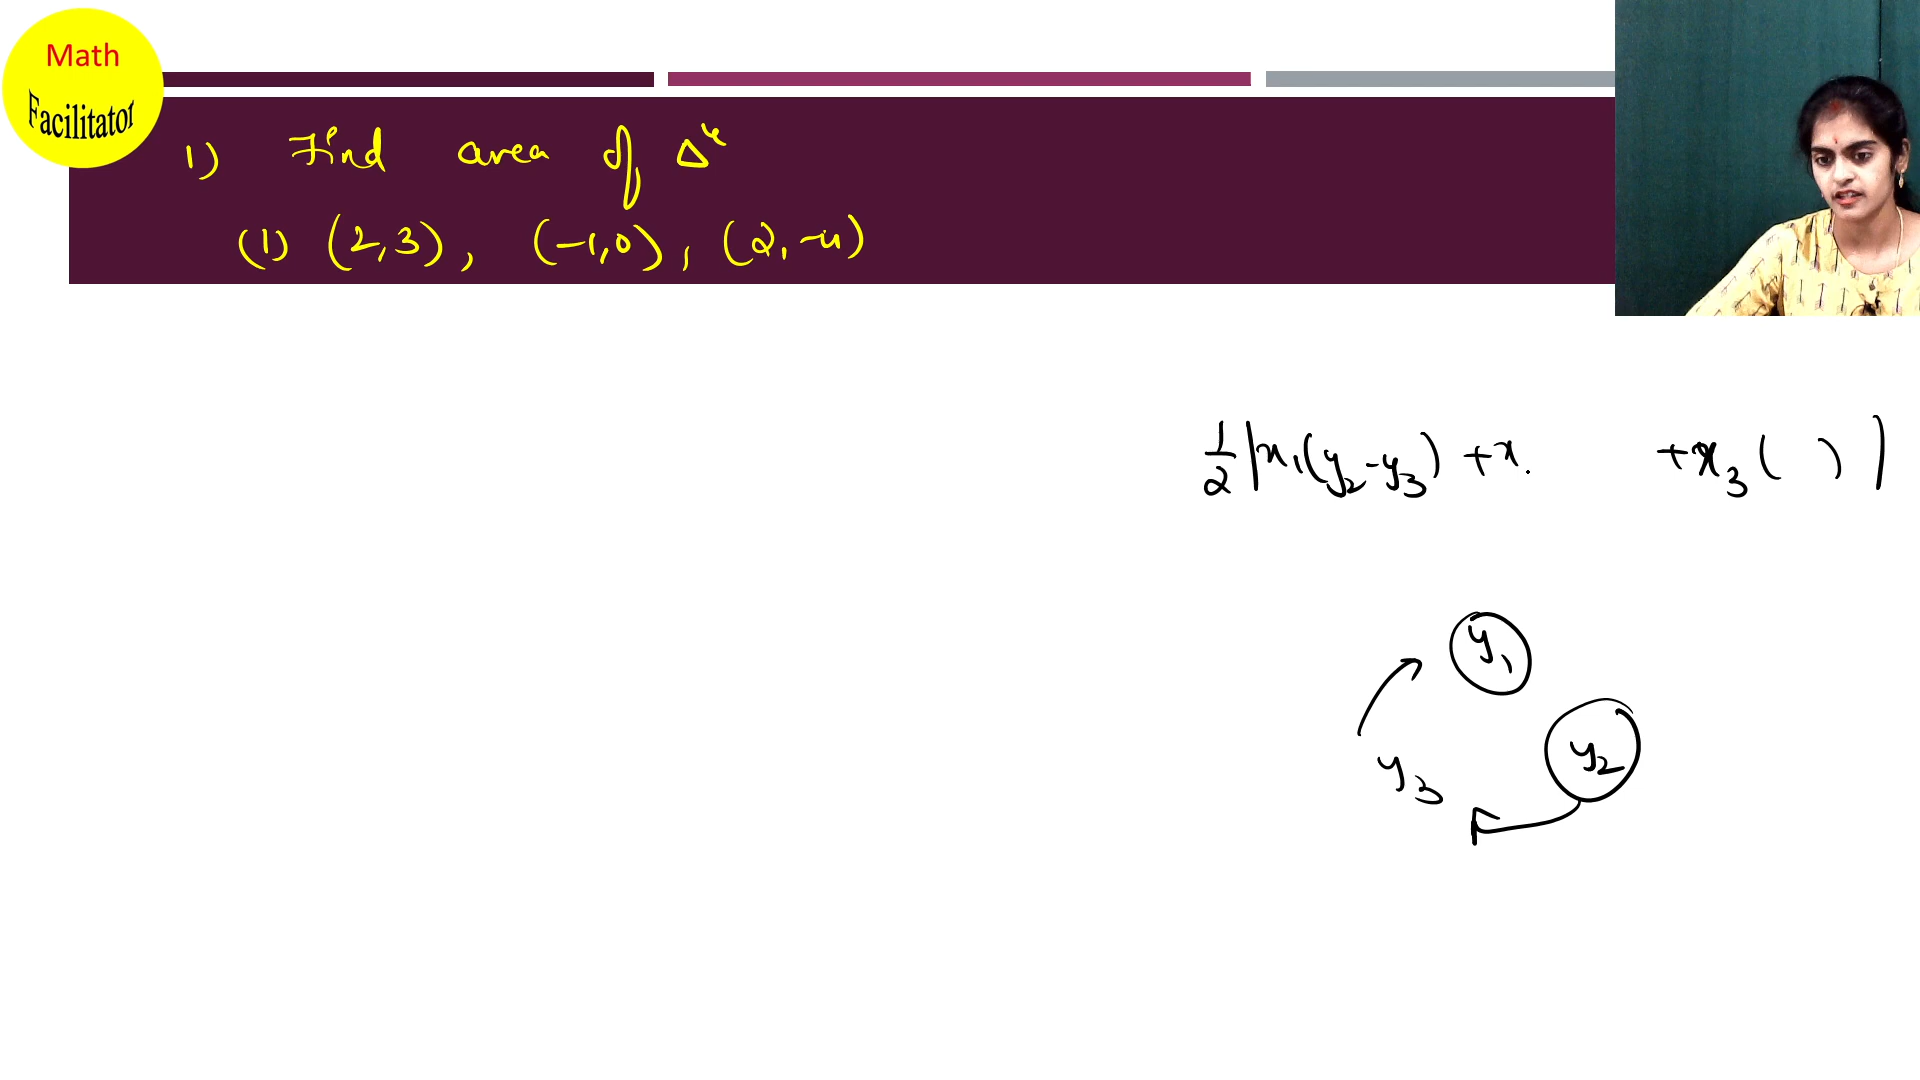 Math
Facilitator
1) Find area of Δle
(1) (2,3), (-1,0), (2,-4)
1/2 |x₁(y₂-y₃) +x. +x₃( )|
y₁
y₂
y₃